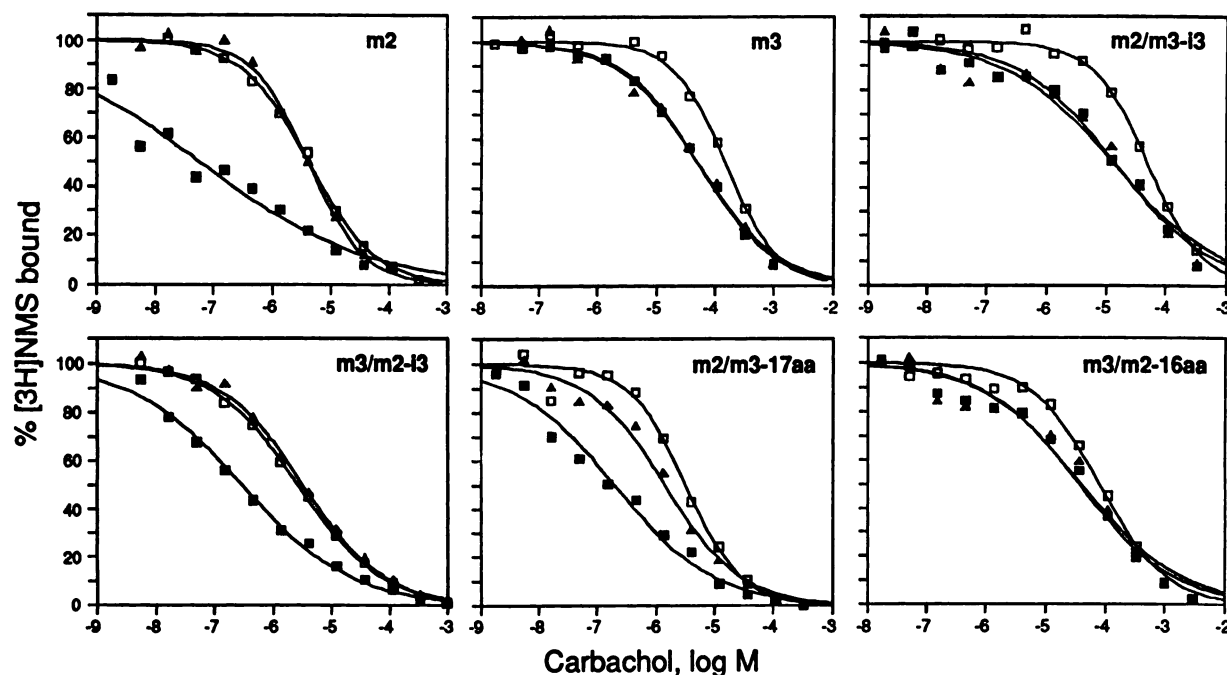 % [3H]NMS bound
m2
100
80
60
40
20
0
-9 -8 -7 -6 -5 -4 -3
m3
-8 -7 -6 -5 -4 -3 -2
m2/m3-i3
-8 -7 -6 -5 -4 -3
m3/m2-i3
100
80
60
40
20
0
-9 -8 -7 -6 -5 -4 -3
m2/m3-17aa
-9 -8 -7 -6 -5 -4 -3
m3/m2-16aa
-8 -7 -6 -5 -4 -3 -2
Carbachol, log M